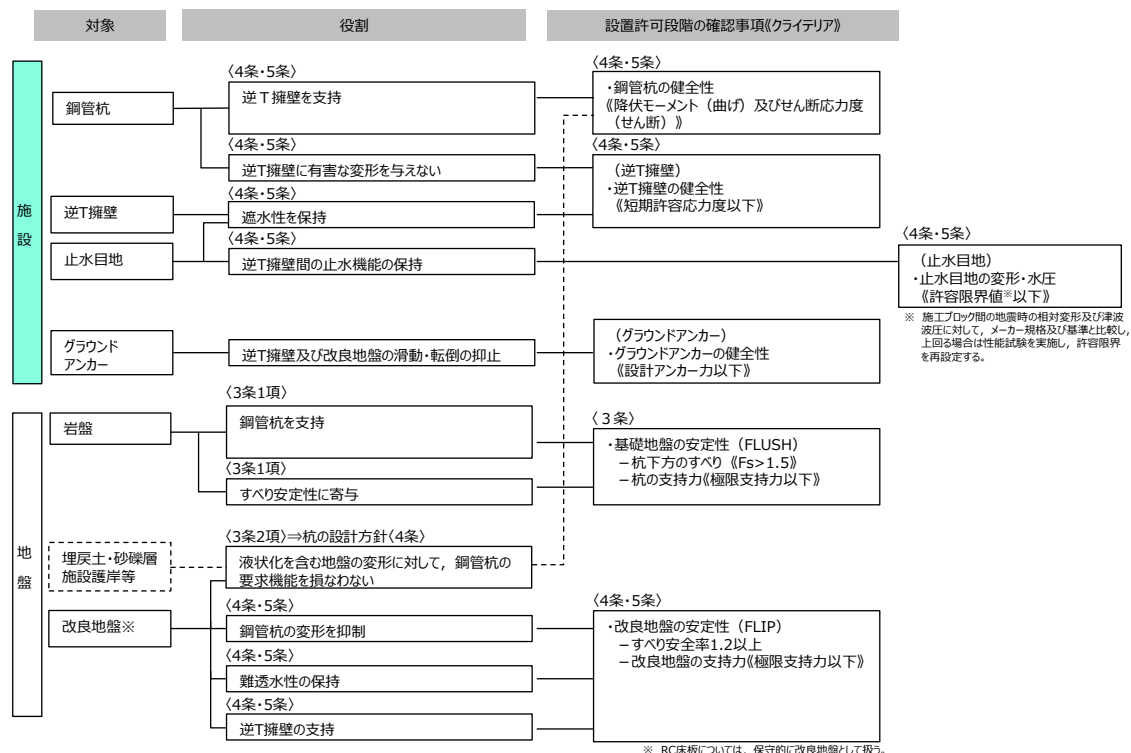 対象
役割
設置許可段階の確認事項《クライテリア》
施設
鋼管杭
〈4条・5条〉
逆T擁壁を支持
〈4条・5条〉
・鋼管杭の健全性
《降伏モーメント（曲げ）及びせん断応力度
（せん断）》
〈4条・5条〉
逆T擁壁に有害な変形を与えない
〈4条・5条〉
（逆T擁壁）
・逆T擁壁の健全性
《短期許容応力度以下》
逆T擁壁
〈4条・5条〉
遮水性を保持
止水目地
〈4条・5条〉
逆T擁壁間の止水機能の保持
〈4条・5条〉
（止水目地）
・止水目地の変形・水圧
《許容限界値※以下》
※ 施工ブロック間の地震時の相対変形及び津波
波圧に対して，メーカー規格及び基準と比較し，
上回る場合は性能試験を実施し，許容限界
を再設定する。
グラウンド
アンカー
逆T擁壁及び改良地盤の滑動・転倒の抑止
（グラウンドアンカー）
・グラウンドアンカーの健全性
《設計アンカー力以下》
地盤
岩盤
〈3条1項〉
鋼管杭を支持
〈3条1項〉
すべり安定性に寄与
〈３条〉
・基礎地盤の安定性（FLUSH）
－杭下方のすべり《Fs>1.5》
－杭の支持力《極限支持力以下》
埋戻土・砂礫層
施設護岸等
〈3条2項〉⇒杭の設計方針〈4条〉
液状化を含む地盤の変形に対して，鋼管杭の
要求機能を損なわない
改良地盤※
〈4条・5条〉
鋼管杭の変形を抑制
〈4条・5条〉
難透水性の保持
〈4条・5条〉
逆T擁壁の支持
〈4条・5条〉
・改良地盤の安定性（FLIP）
－すべり安全率1.2以上
－改良地盤の支持力《極限支持力以下》
※ RC床板については、保守的に改良地盤として扱う。